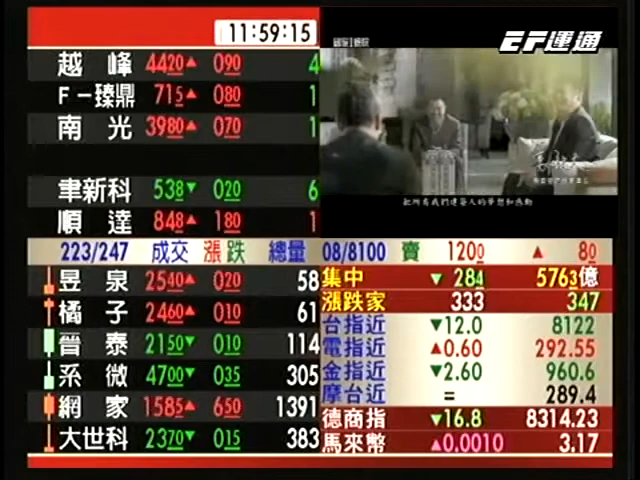 11:59:15
EF運通
越峰 4420▲ 090 4
F－臻鼎 715▲ 080 1
南光 3980▲ 070 1
聿新科 538▼ 020 6
順達 848▲ 180 1
223/247 成交 漲跌 總量 08/8100 賣 1200 ▲ 80
昱泉 2540▲ 020 58
橘子 2460▲ 010 61
晉泰 2150▼ 010 114
系微 4700▼ 035 305
網家 1585▲ 650 1391
大世科 2370▼ 015 383
集中 ▼ 284 5763億
漲跌家 333 347
台指近 ▼12.0 8122
電指近 ▲0.60 292.55
金指近 ▼2.60 960.6
摩台近 = 289.4
德商指 ▼16.8 8314.23
馬來幣 ▲0.0010 3.17